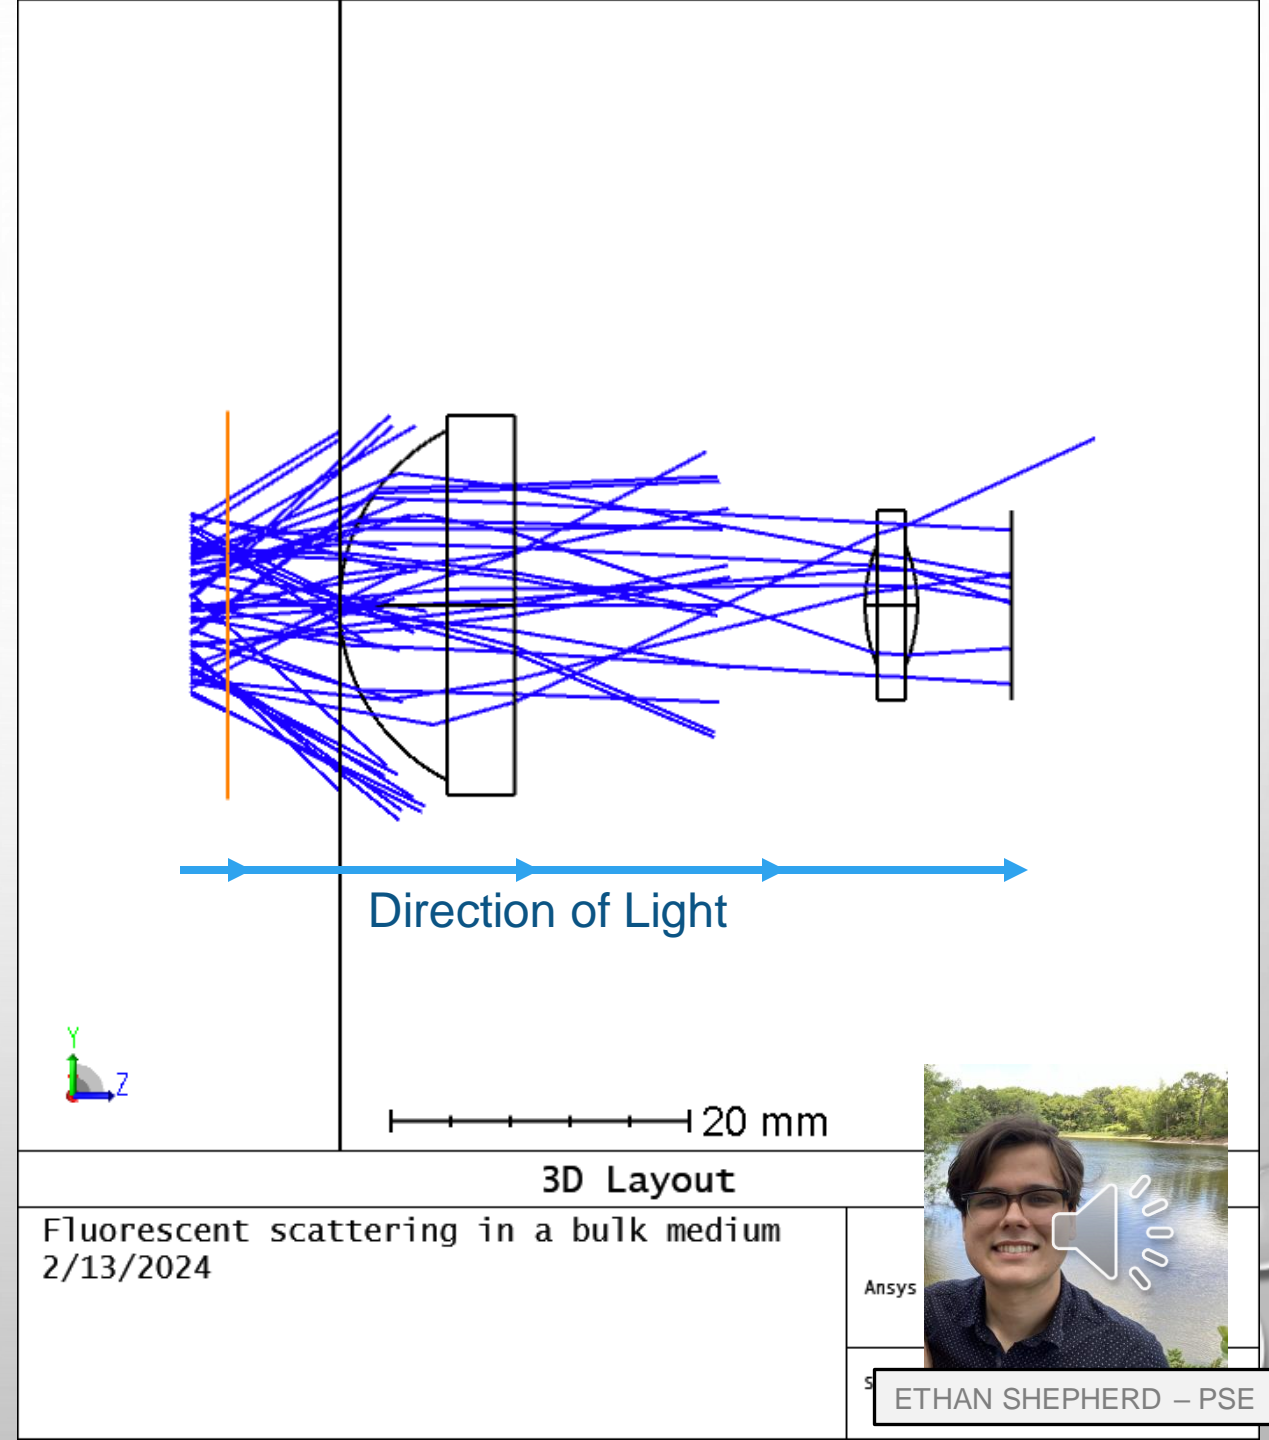 Direction of Light
Y
Z
20 mm
3D Layout
Fluorescent scattering in a bulk medium
2/13/2024
Ansys
ETHAN SHEPHERD – PSE